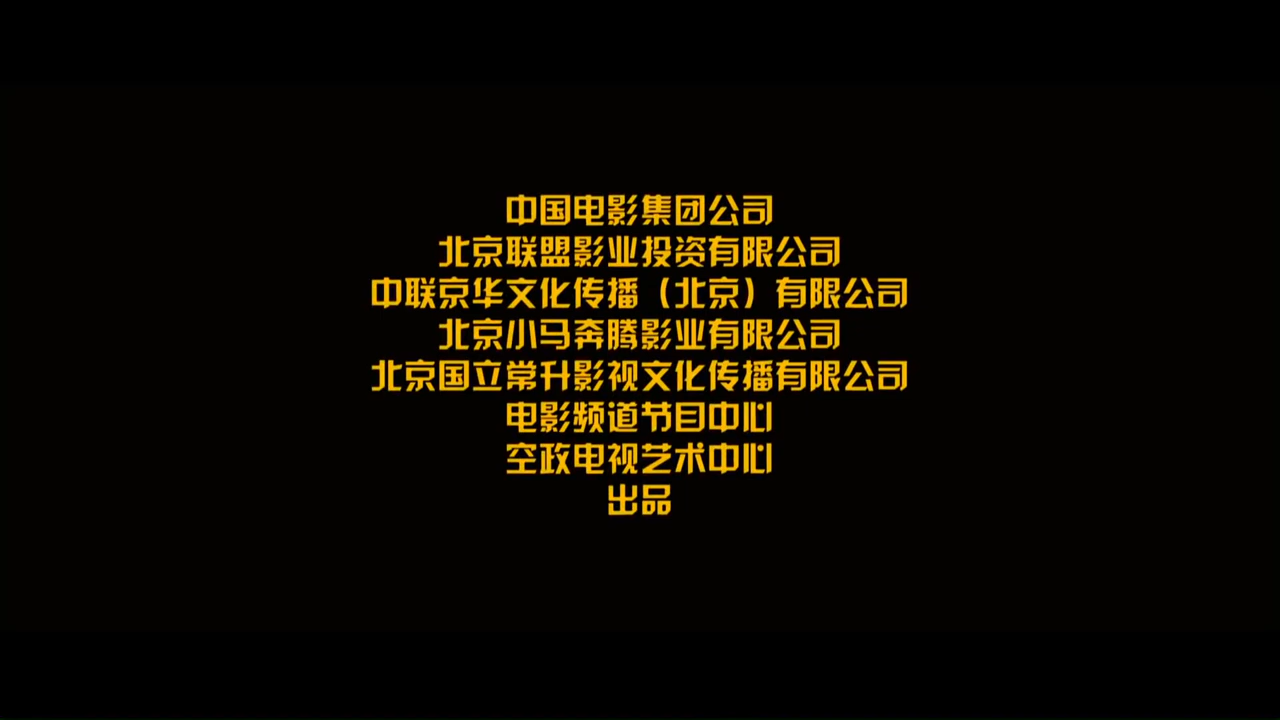 中国电影集团公司
北京联盟影业投资有限公司
中联京华文化传播（北京）有限公司
北京小马奔腾影业有限公司
北京国立常升影视文化传播有限公司
电影频道节目中心
空政电视艺术中心
出品